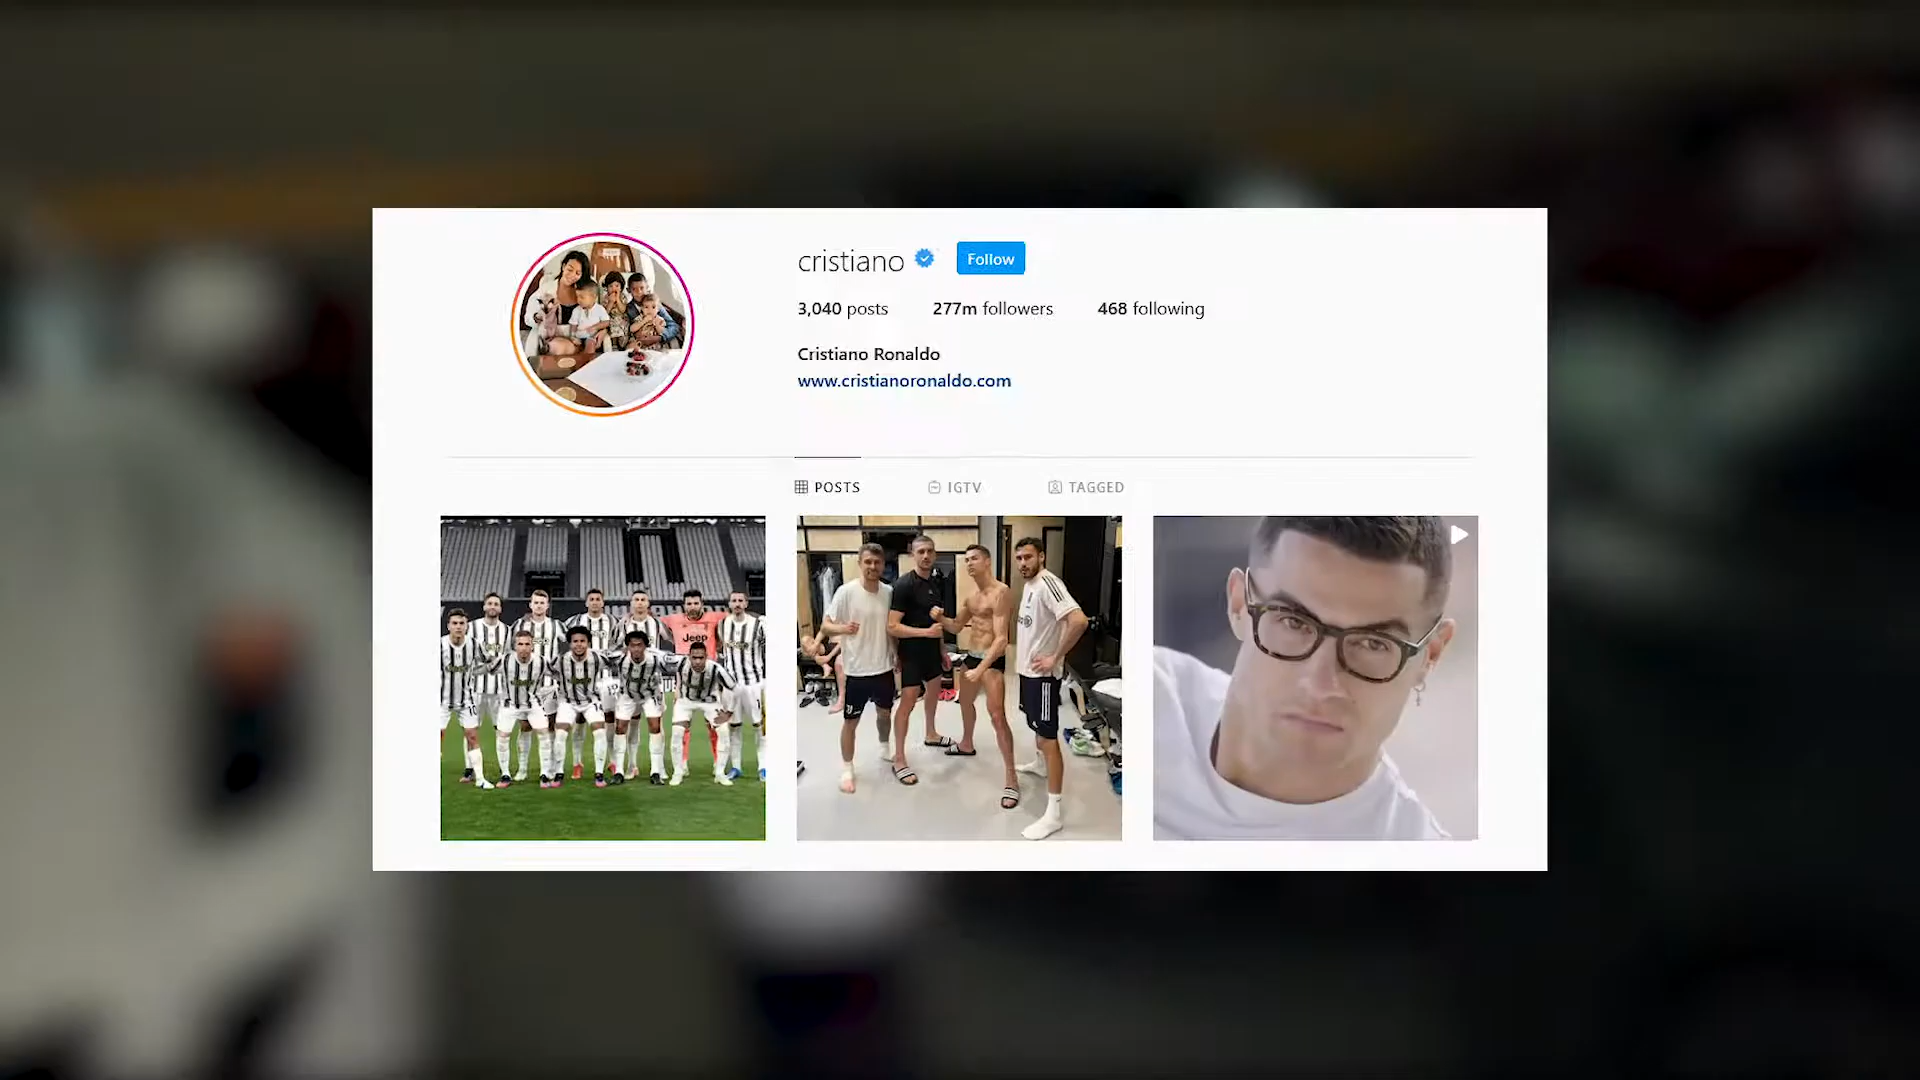 cristiano Follow
3,040 posts 277m followers 468 following
Cristiano Ronaldo
www.cristianoronaldo.com
POSTS IGTV TAGGED
Jeep